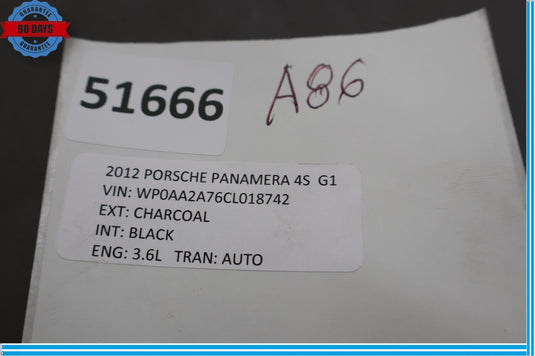 GUARANTEE
90 DAYS
GUARANTEE
51666
A86
2012 PORSCHE PANAMERA 4S G1
VIN: WP0AA2A76CL018742
EXT: CHARCOAL
INT: BLACK
ENG: 3.6L TRAN: AUTO